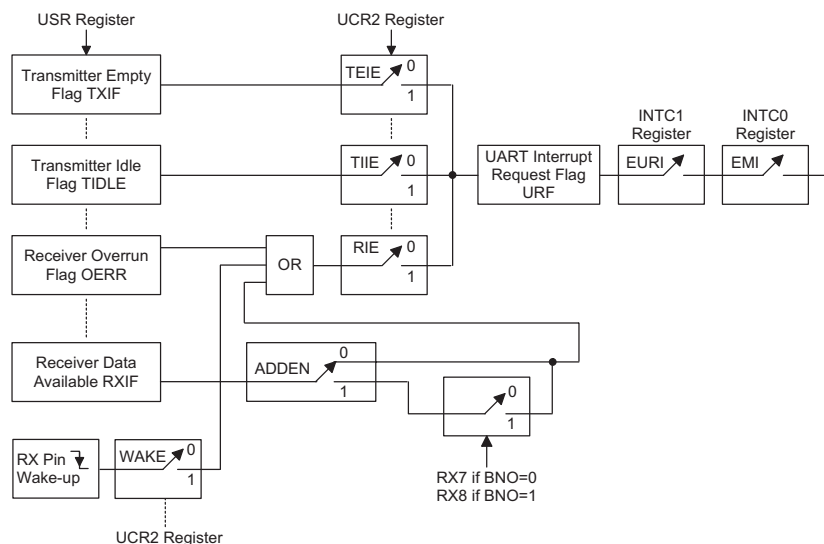 USR Register
UCR2 Register
Transmitter Empty
Flag TXIF
TEIE
0
1
INTC1
Register
INTC0
Register
Transmitter Idle
Flag TIDLE
TIIE
0
1
UART Interrupt
Request Flag
URF
EURI
EMI
Receiver Overrun
Flag OERR
OR
RIE
0
1
Receiver Data
Available RXIF
ADDEN
0
1
0
1
RX Pin
Wake-up
WAKE
0
1
RX7 if BNO=0
RX8 if BNO=1
UCR2 Register